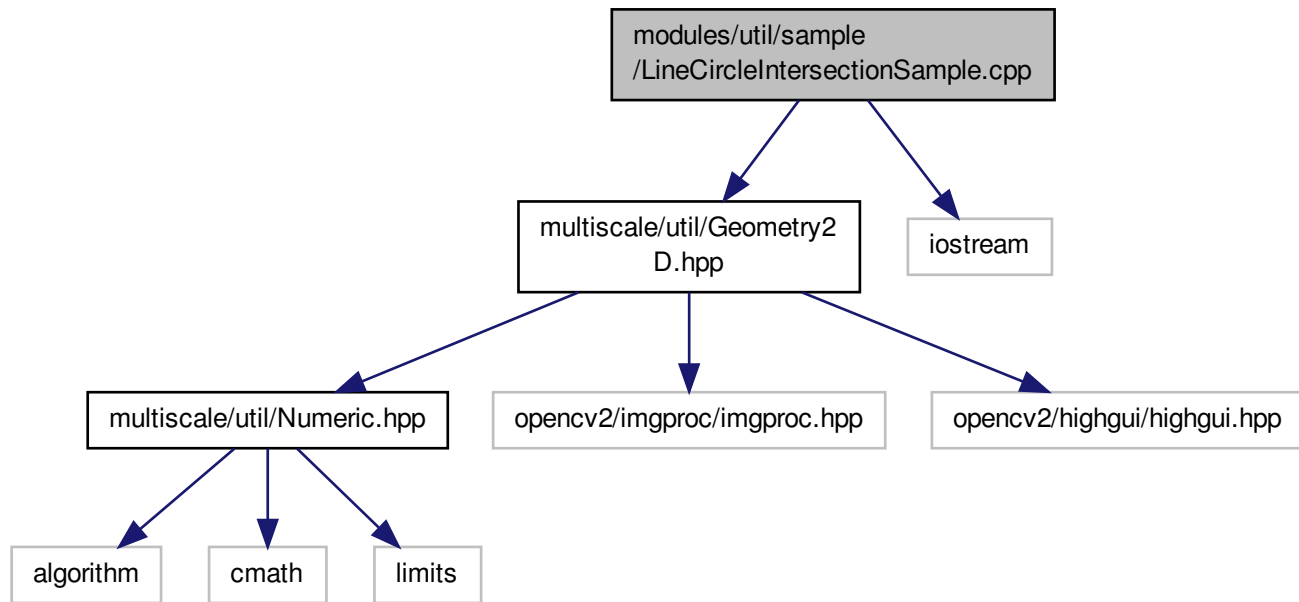 modules/util/sample
/LineCircleIntersectionSample.cpp
multiscale/util/Geometry2
D.hpp
iostream
multiscale/util/Numeric.hpp
opencv2/imgproc/imgproc.hpp
opencv2/highgui/highgui.hpp
algorithm
cmath
limits